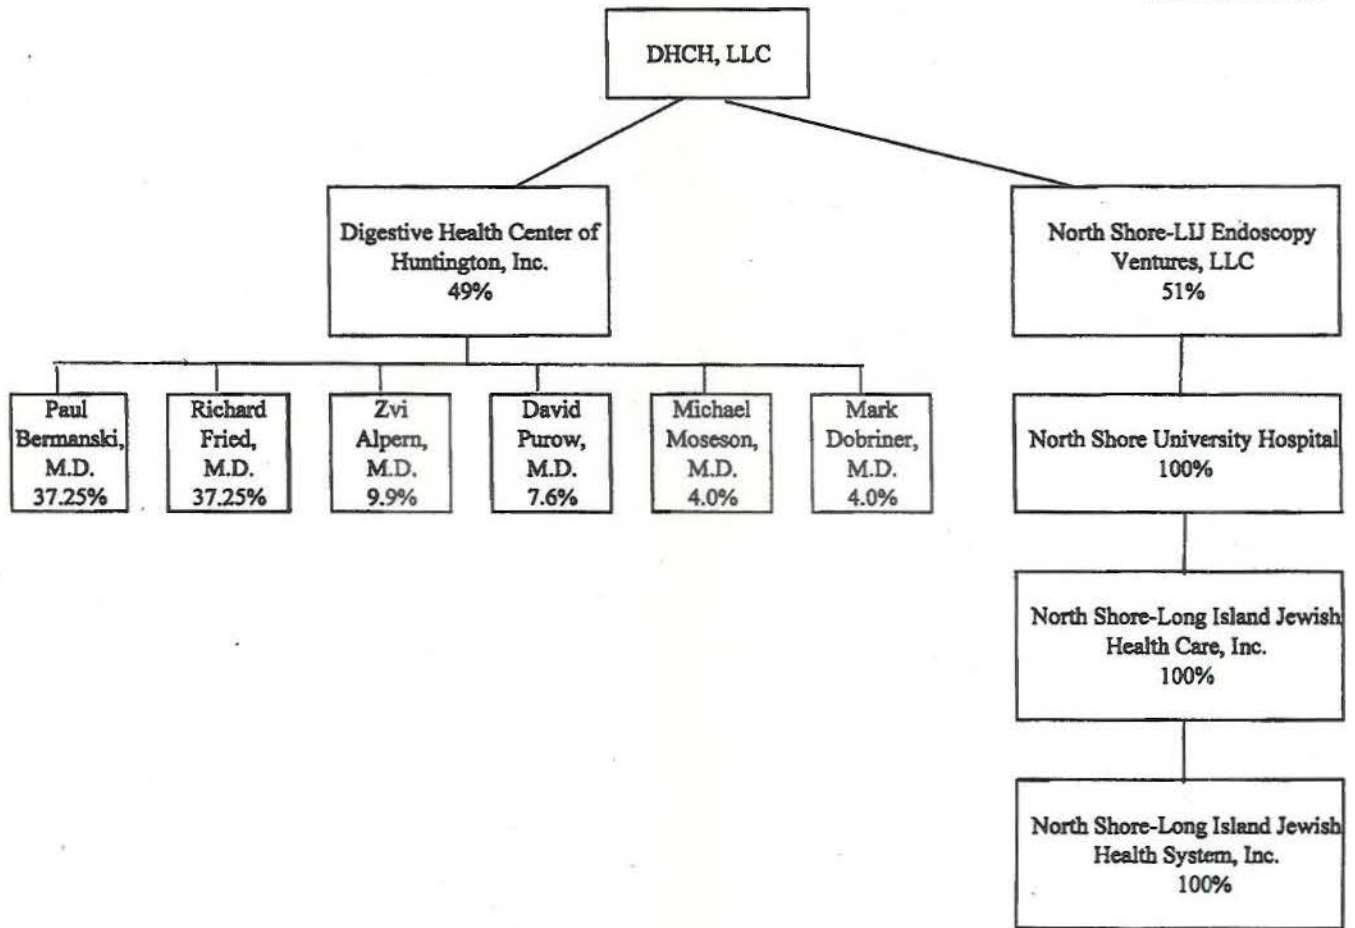 DHCH, LLC
Digestive Health Center of
Huntington, Inc.
49%
North Shore-LIJ Endoscopy
Ventures, LLC
51%
Paul
Bermanski,
M.D.
37.25%
Richard
Fried,
M.D.
37.25%
Zvi
Alpern,
M.D.
9.9%
David
Purow,
M.D.
7.6%
Michael
Moseson,
M.D.
4.0%
Mark
Dobriner,
M.D.
4.0%
North Shore University Hospital
100%
North Shore-Long Island Jewish
Health Care, Inc.
100%
North Shore-Long Island Jewish
Health System, Inc.
100%